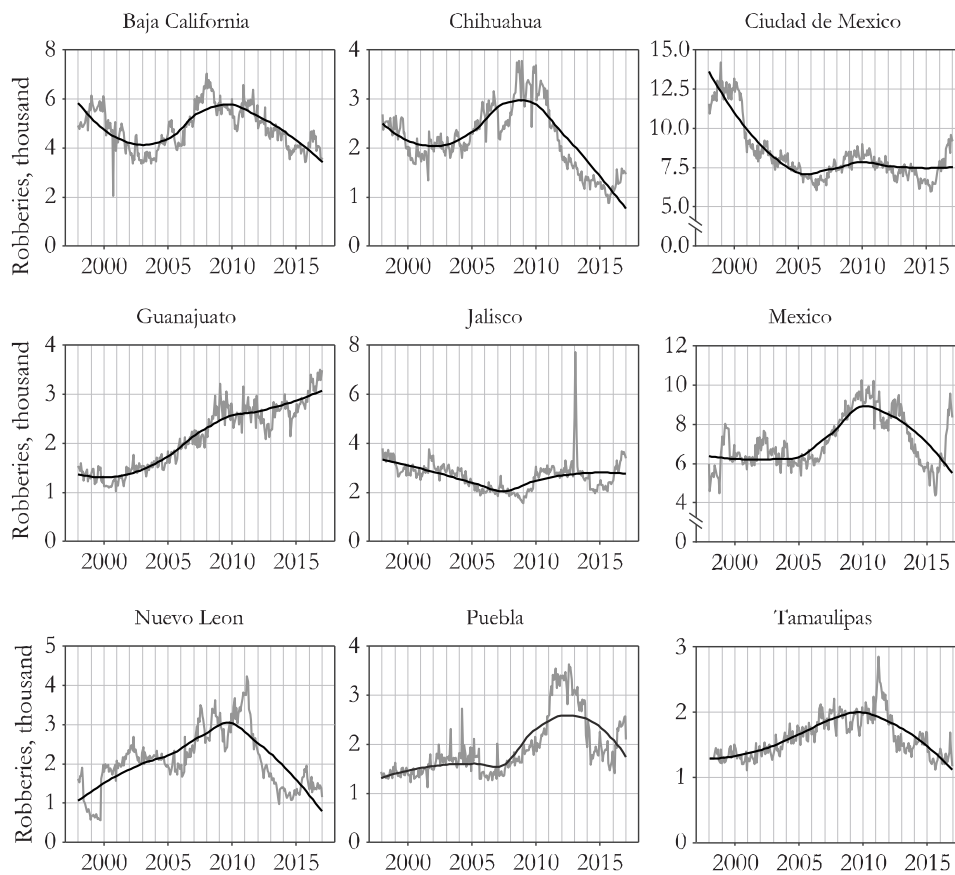 Baja California
Chihuahua
Ciudad de Mexico
Robberies, thousand
8
6
4
2
0
2000 2005 2010 2015
4
3
2
1
0
2000 2005 2010 2015
15.0
12.5
10.0
7.5
5.0
0.0
2000 2005 2010 2015
Guanajuato
Jalisco
Mexico
Robberies, thousand
4
3
2
1
0
2000 2005 2010 2015
8
6
4
2
0
2000 2005 2010 2015
12
10
8
6
4
0
2000 2005 2010 2015
Nuevo Leon
Puebla
Tamaulipas
Robberies, thousand
5
4
3
2
1
0
2000 2005 2010 2015
4
3
2
1
0
2000 2005 2010 2015
3
2
1
0
2000 2005 2010 2015